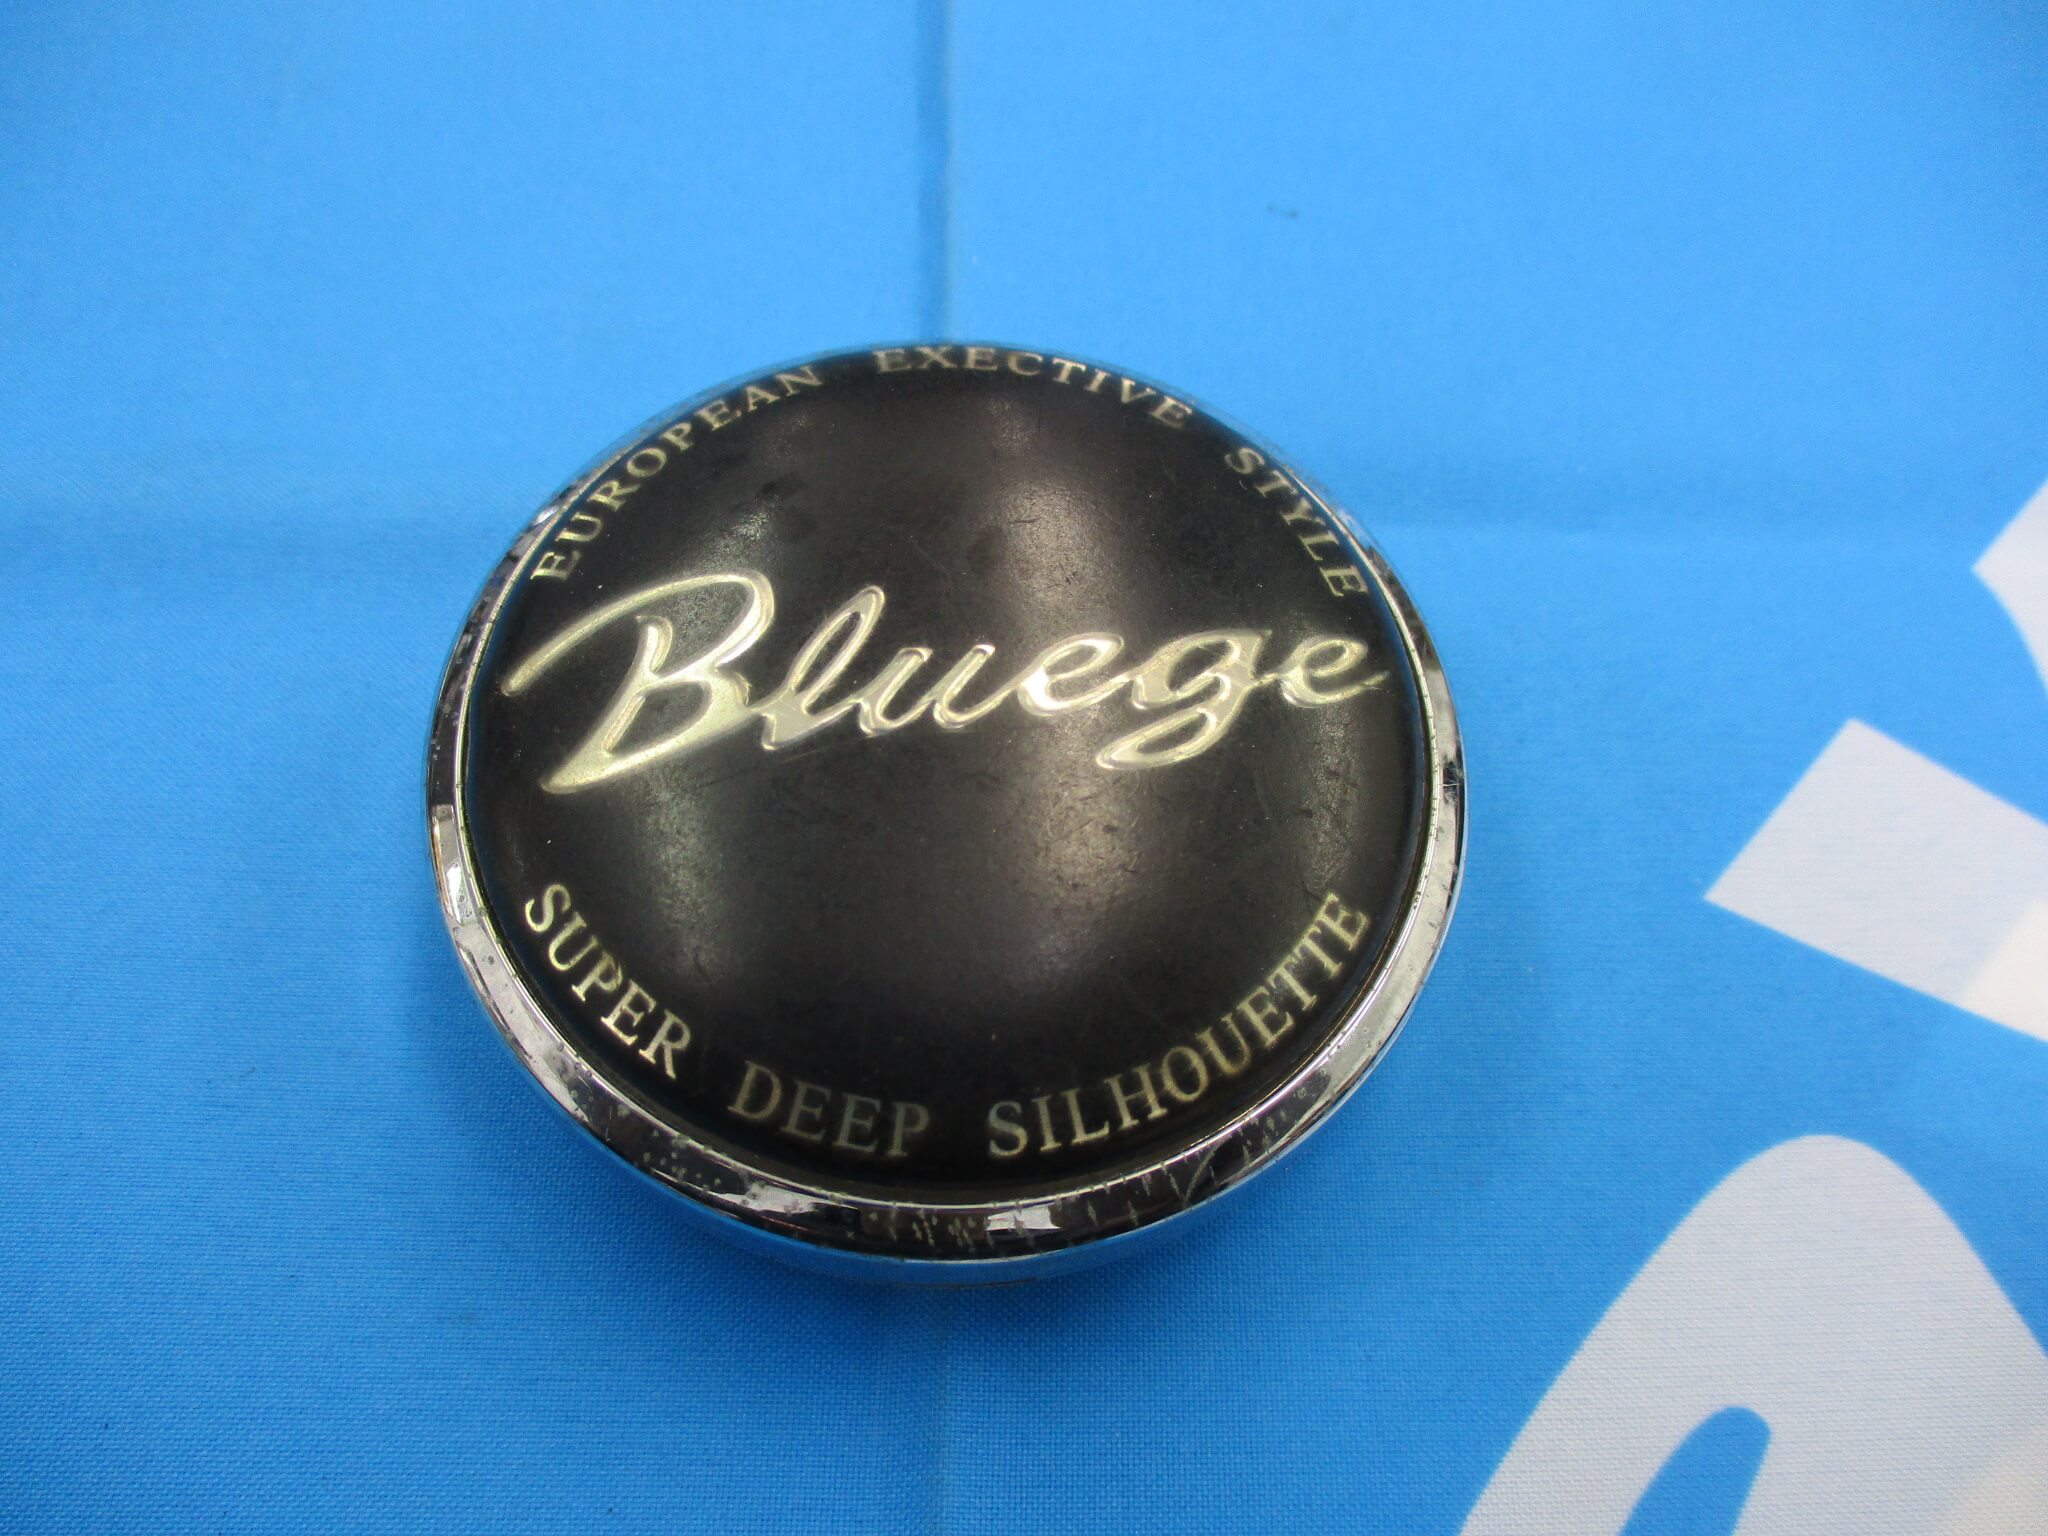 EUROPEAN EXECTIVE STYLE
Bluege
SUPER DEEP SILHOUETTE